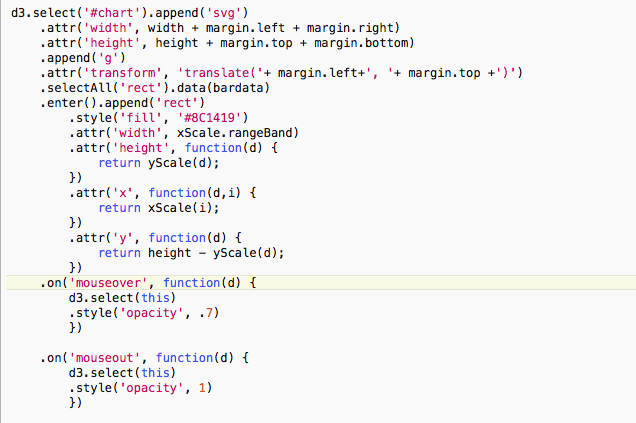 d3.select('#chart').append('svg')
    .attr('width', width + margin.left + margin.right)
    .attr('height', height + margin.top + margin.bottom)
    .append('g')
    .attr('transform', 'translate('+ margin.left+', '+ margin.top +')')
    .selectAll('rect').data(bardata)
    .enter().append('rect')
        .style('fill', '#8C1419')
        .attr('width', xScale.rangeBand)
        .attr('height', function(d) {
            return yScale(d);
        })
        .attr('x', function(d,i) {
            return xScale(i);
        })
        .attr('y', function(d) {
            return height - yScale(d);
        })
    .on('mouseover', function(d) {
        d3.select(this)
        .style('opacity', .7)
        })

    .on('mouseout', function(d) {
        d3.select(this)
        .style('opacity', 1)
        })